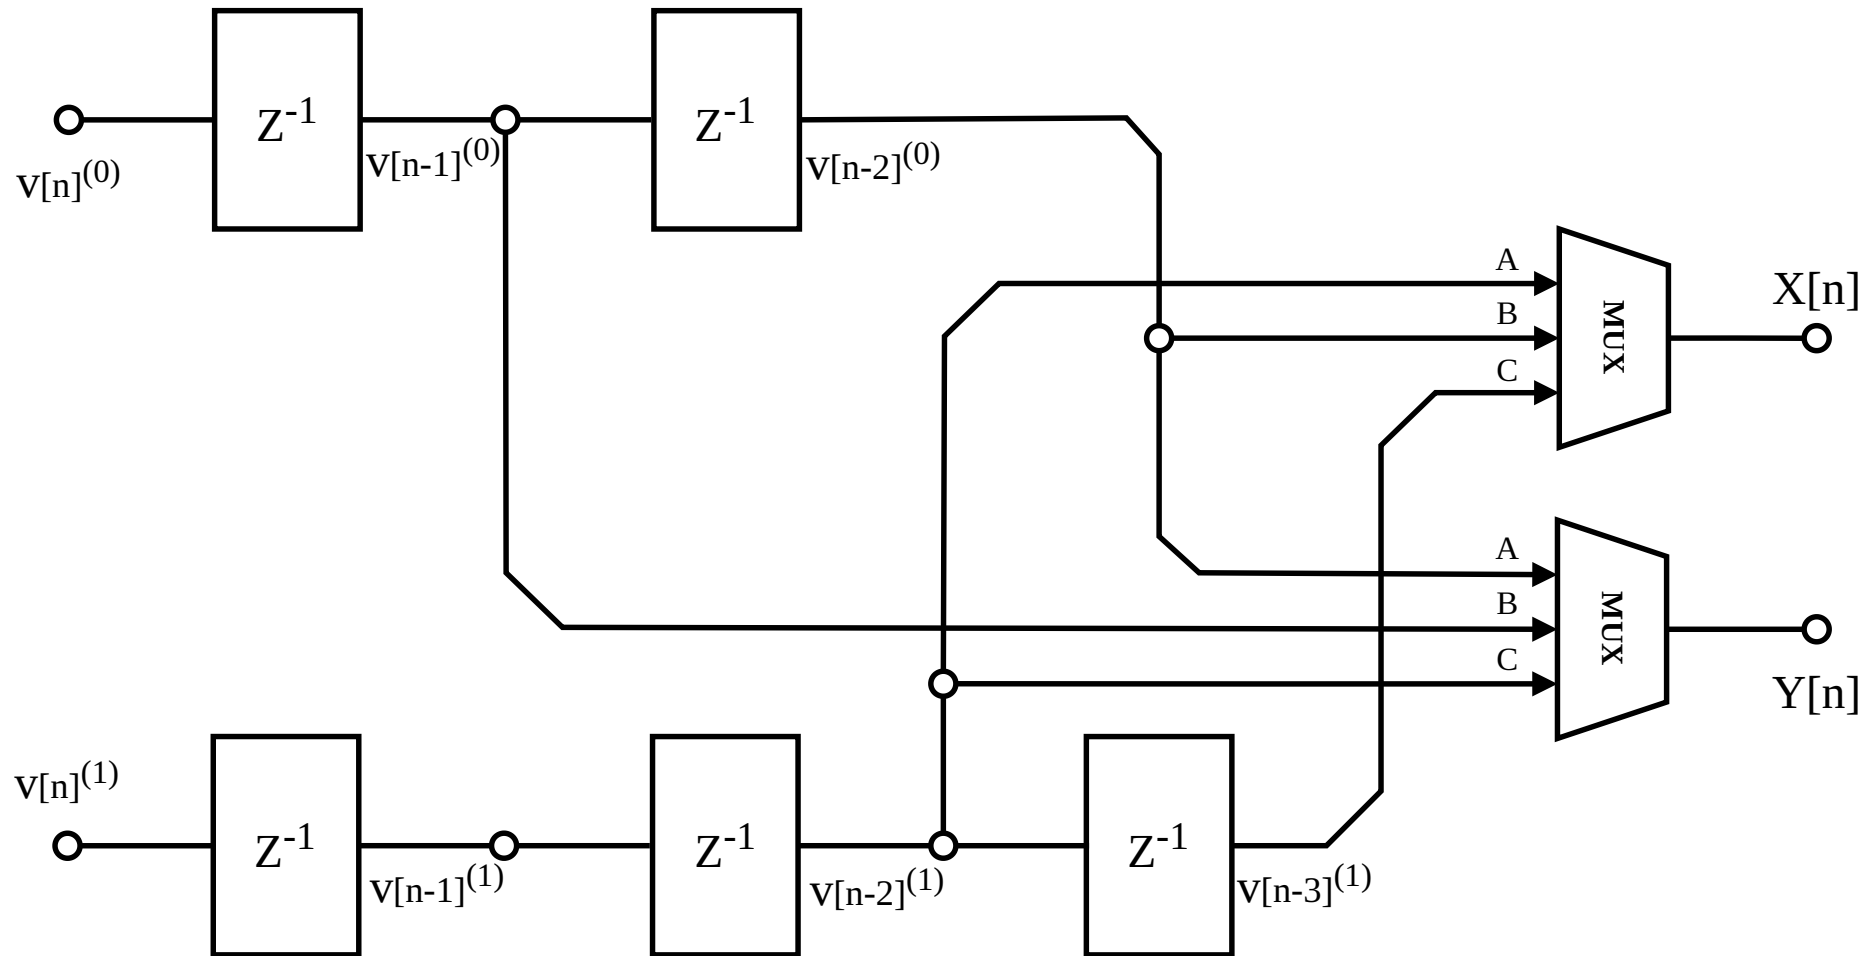 Z-1
Z-1
v[n](0)
v[n-1](0)
v[n-2](0)
A
B
C
MUX
X[n]
A
B
C
MUX
Y[n]
v[n](1)
Z-1
Z-1
Z-1
v[n-1](1)
v[n-2](1)
v[n-3](1)